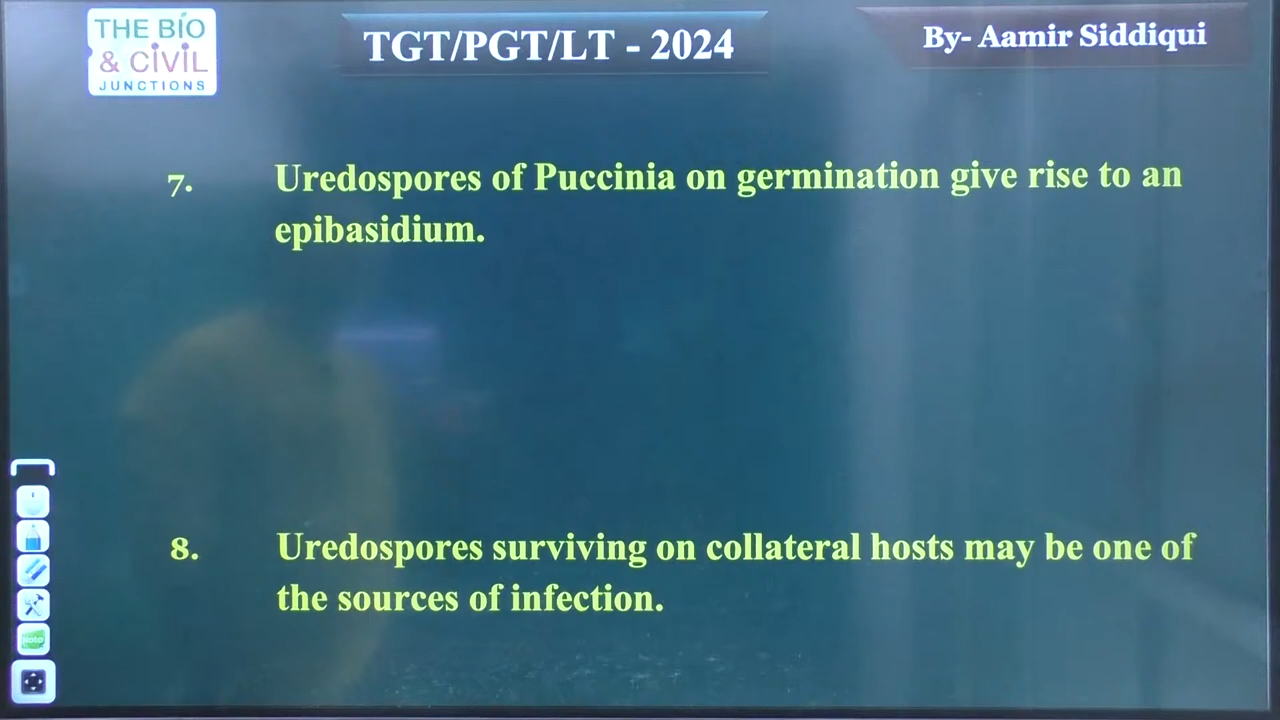 THE BIO
& CIVIL
JUNCTIONS
TGT/PGT/LT - 2024
By- Aamir Siddiqui
7. Uredospores of Puccinia on germination give rise to an
epibasidium.
8. Uredospores surviving on collateral hosts may be one of
the sources of infection.